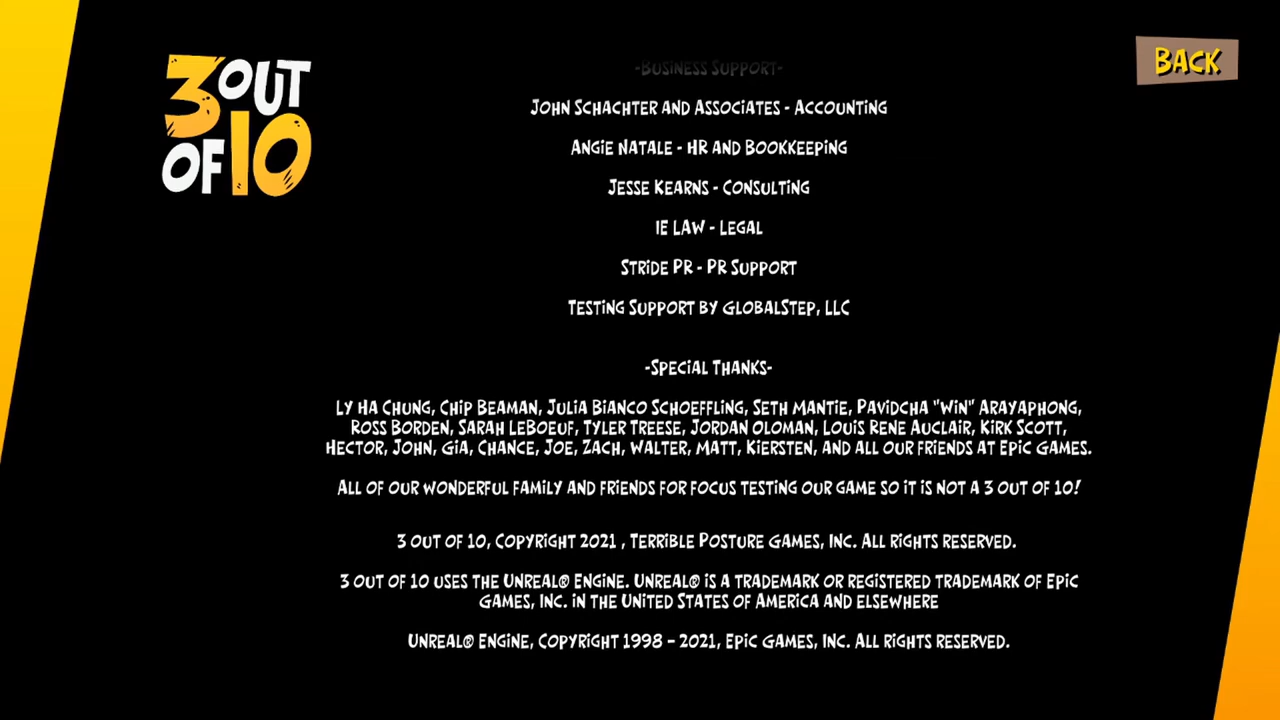 3 OUT
OF 10
BACK
-Business Support-
John Schachter and Associates - Accounting
Angie Natale - HR and Bookkeeping
Jesse Kearns - Consulting
IE Law - Legal
Stride PR - PR Support
Testing Support by GlobalStep, LLC
-Special Thanks-
Ly Ha Chung, Chip Beaman, Julia Bianco Schoeffling, Seth Mantie, Pavidcha "Win" Arayaphong,
Ross Borden, Sarah LeBoeuf, Tyler Treese, Jordan Oloman, Louis Rene Auclair, Kirk Scott,
Hector, John, Gia, Chance, Joe, Zach, Walter, Matt, Kiersten, and all our friends at Epic Games.
All of our wonderful family and friends for focus testing our game so it is not a 3 out of 10!
3 out of 10, Copyright 2021 , Terrible Posture Games, Inc. All rights reserved.
3 out of 10 uses the Unreal® Engine. Unreal® is a trademark or registered trademark of Epic
Games, Inc. in the United States of America and elsewhere
Unreal® Engine, Copyright 1998 – 2021, Epic Games, Inc. All rights reserved.